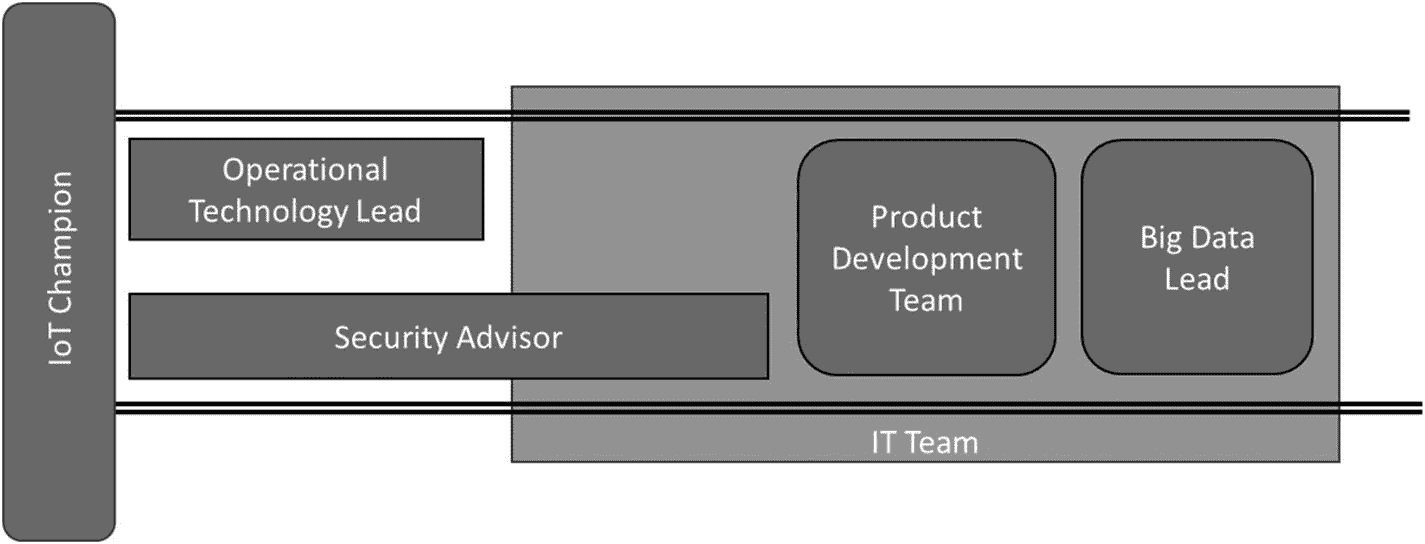 IoT Champion
Operational
Technology Lead
Security Advisor
Product
Development
Team
Big Data
Lead
IT Team